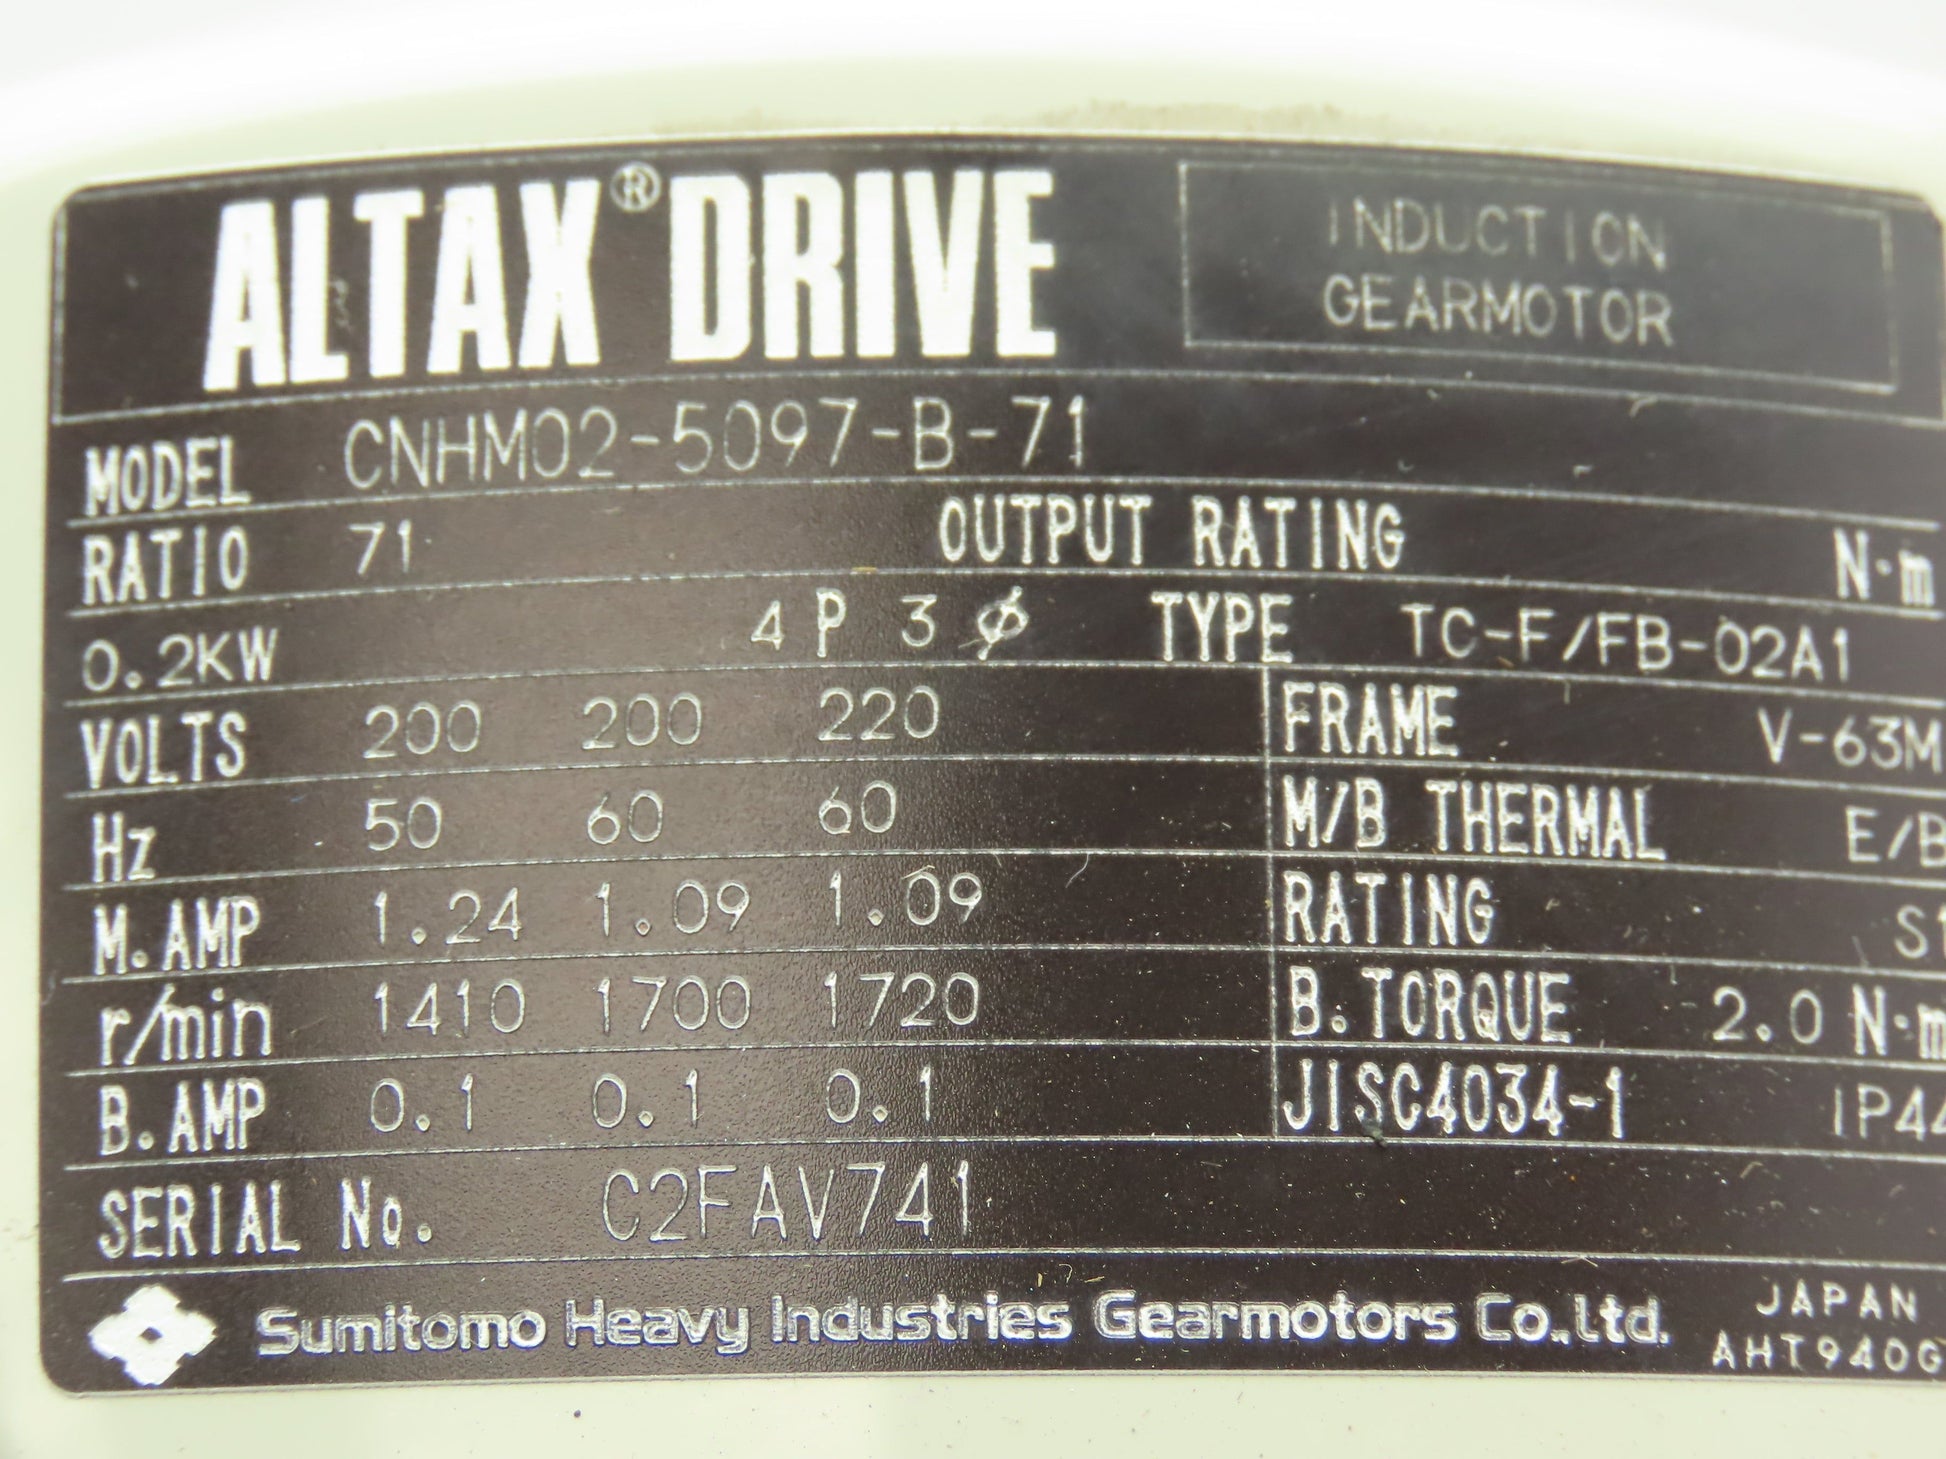 ALTAX® DRIVE INDUCTION GEARMOTOR
MODEL CNHM02-5097-B-71
RATIO 71 OUTPUT RATING N·m
0.2KW 4 P 3 ⌀ TYPE TC-F/FB-02A1
VOLTS 200 200 220 FRAME V-63M
Hz 50 60 60 M/B THERMAL E/B
M.AMP 1.24 1.09 1.09 RATING S1
r/min 1410 1700 1720 B.TORQUE 2.0 N·m
B.AMP 0.1 0.1 0.1 JISC4034-1 IP44
SERIAL No. C2FAV741
Sumitomo Heavy Industries Gearmotors Co.,Ltd. JAPAN
AHT940G